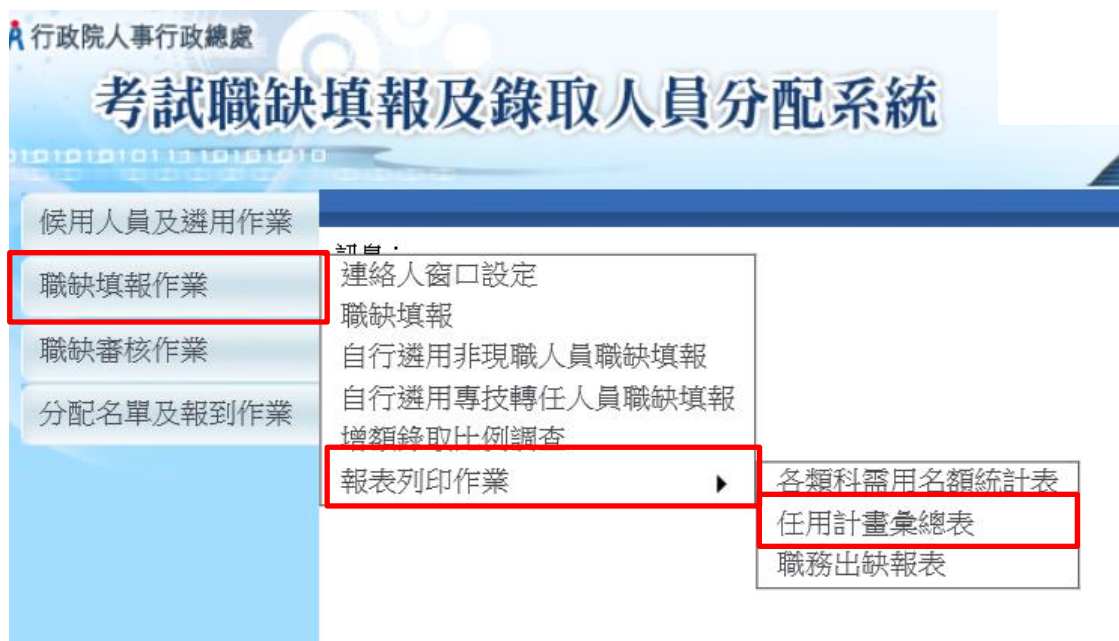 行政院人事行政總處
考試職缺填報及錄取人員分配系統
候用人員及遴用作業
職缺填報作業
職缺審核作業
分配名單及報到作業
訊息：
連絡人窗口設定
職缺填報
自行遴用非現職人員職缺填報
自行遴用專技轉任人員職缺填報
增額錄取比例調查
報表列印作業
各類科需用名額統計表
任用計畫彙總表
職務出缺報表